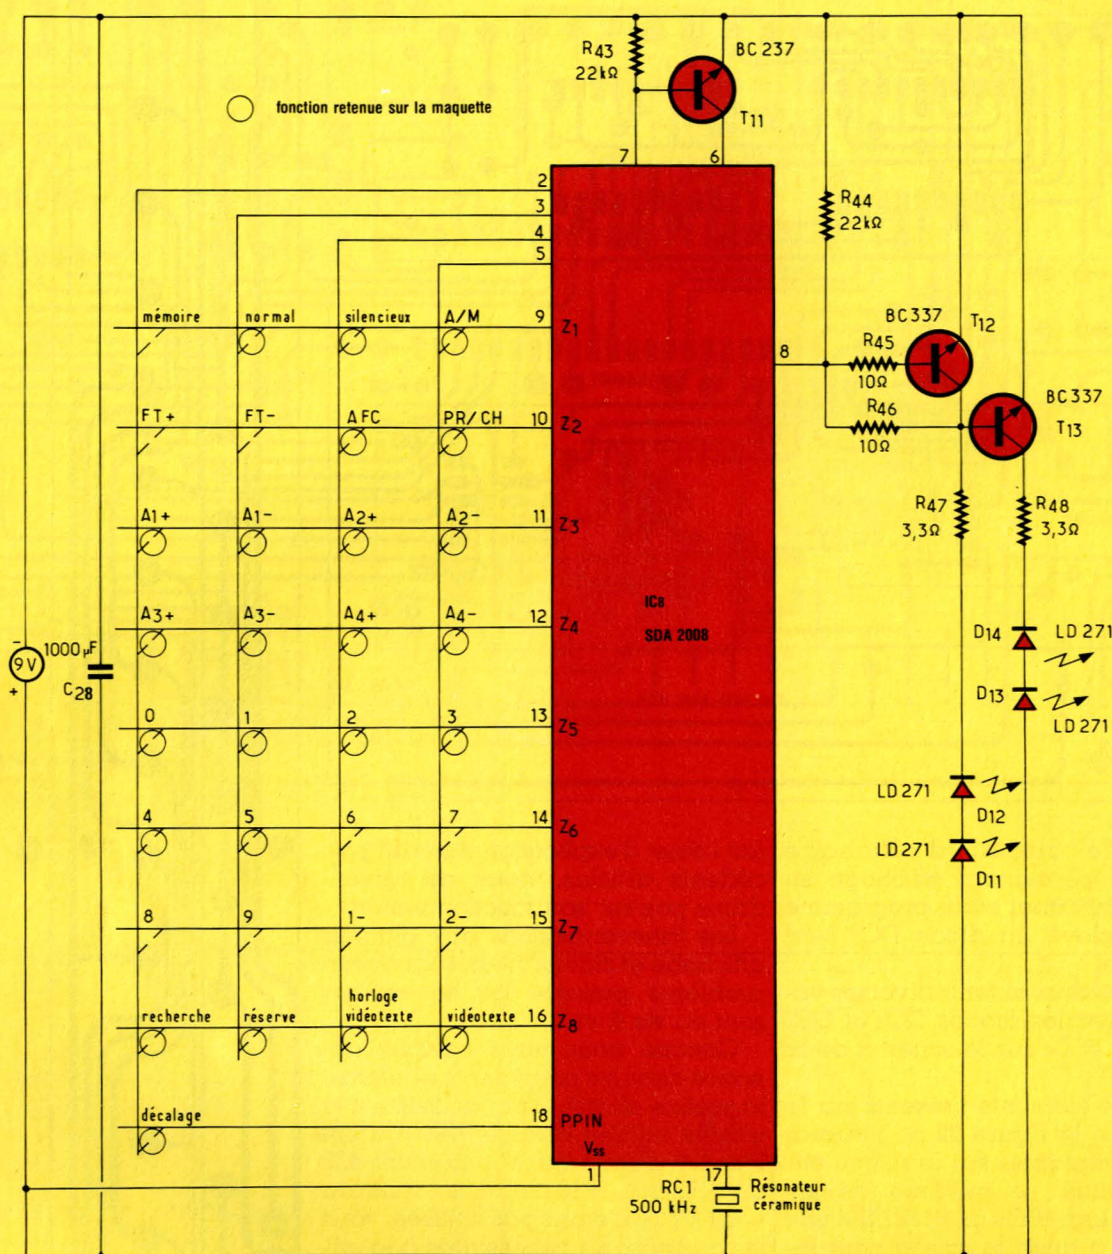 R43
22kΩ
BC 237
T11
fonction retenue sur la maquette
7
6
2
3
4
5
R44
22kΩ
mémoire
normal
silencieux
A/M
9
Z1
8
BC337
T12
R45
10Ω
R46
10Ω
BC 337
T13
FT+
FT-
AFC
PR/CH
10
Z2
A1+
A1-
A2+
A2-
11
Z3
R47
3,3Ω
R48
3,3Ω
A3+
A3-
A4+
A4-
12
Z4
IC8
SDA 2008
D14
LD 271
D13
LD 271
-
9V
+
1000µF
C28
0
1
2
3
13
Z5
LD 271
D12
LD 271
D11
4
5
6
7
14
Z6
8
9
1-
2-
15
Z7
recherche
réserve
horloge
vidéotexte
vidéotexte
16
Z8
décalage
18
PPIN
Vss
1
17
RC1
500 kHz
Résonateur
céramique